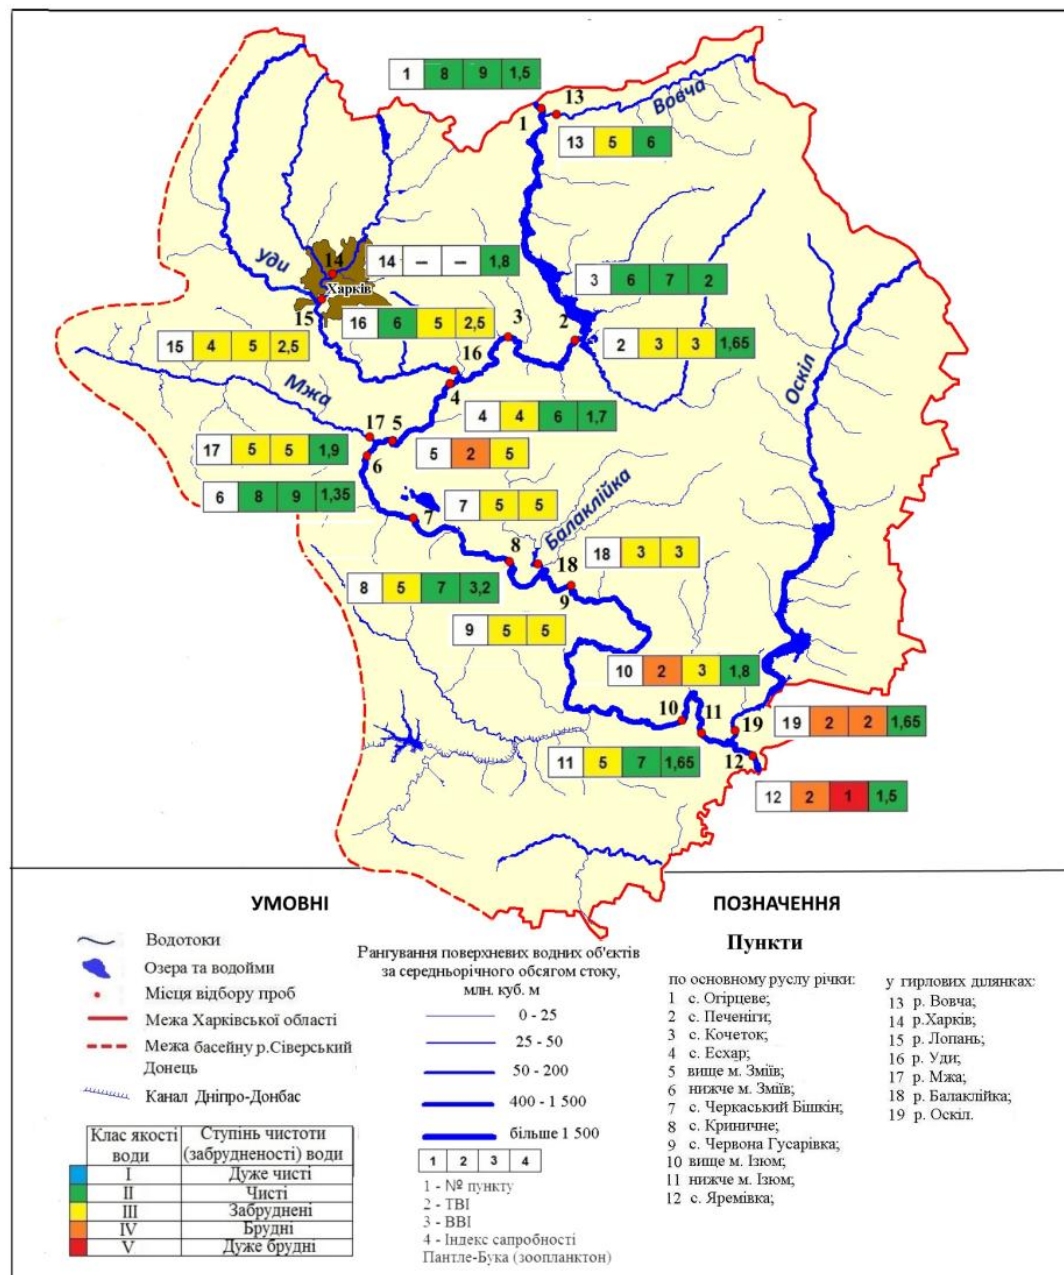 1 8 9 1,5
13
Вовча
1
13 5 6
14
14 — — 1,8
Уди
Харків
3 6 7 2
15
16 6 5 2,5
3
2
2 3 3 1,65
Оскіл
15 4 5 2,5
16
Мжа
4
4 4 6 1,7
17 5
17 5 5 1,9
5 2 5
6
6 8 9 1,35
7 5 5
7
Балаклійка
8
18
18 3 3
8 5 7 3,2
9
9 5 5
10 2 3 1,8
10
11
19
19 2 2 1,65
12
11 5 7 1,65
12 2 1 1,5
УМОВНІ
ПОЗНАЧЕННЯ
Водотоки
Озера та водойми
Місця відбору проб
Межа Харківської області
Межа басейну р.Сіверський
Донець
Канал Дніпро-Донбас
Клас якості
води
Ступінь чистоти
(забрудненості) води
I Дуже чисті
II Чисті
III Забруднені
IV Брудні
V Дуже брудні
Рангування поверхневих водних об'єктів
за середньорічного обсягом стоку,
млн. куб. м
0 - 25
25 - 50
50 - 200
400 - 1 500
більше 1 500
1 2 3 4
1 - № пункту
2 - ТВІ
3 - ВВІ
4 - Індекс сапробності
Пантле-Бука (зоопланктон)
Пункти
по основному руслу річки:
1 с. Огірцеве;
2 с. Печеніги;
3 с. Кочеток;
4 с. Есхар;
5 вище м. Зміїв;
6 нижче м. Зміїв;
7 с. Черкаський Бішкін;
8 с. Криничне;
9 с. Червона Гусарівка;
10 вище м. Ізюм;
11 нижче м. Ізюм;
12 с. Яремівка;
у гирлових ділянках:
13 р. Вовча;
14 р.Харків;
15 р. Лопань;
16 р. Уди;
17 р. Мжа;
18 р. Балаклійка;
19 р. Оскіл.